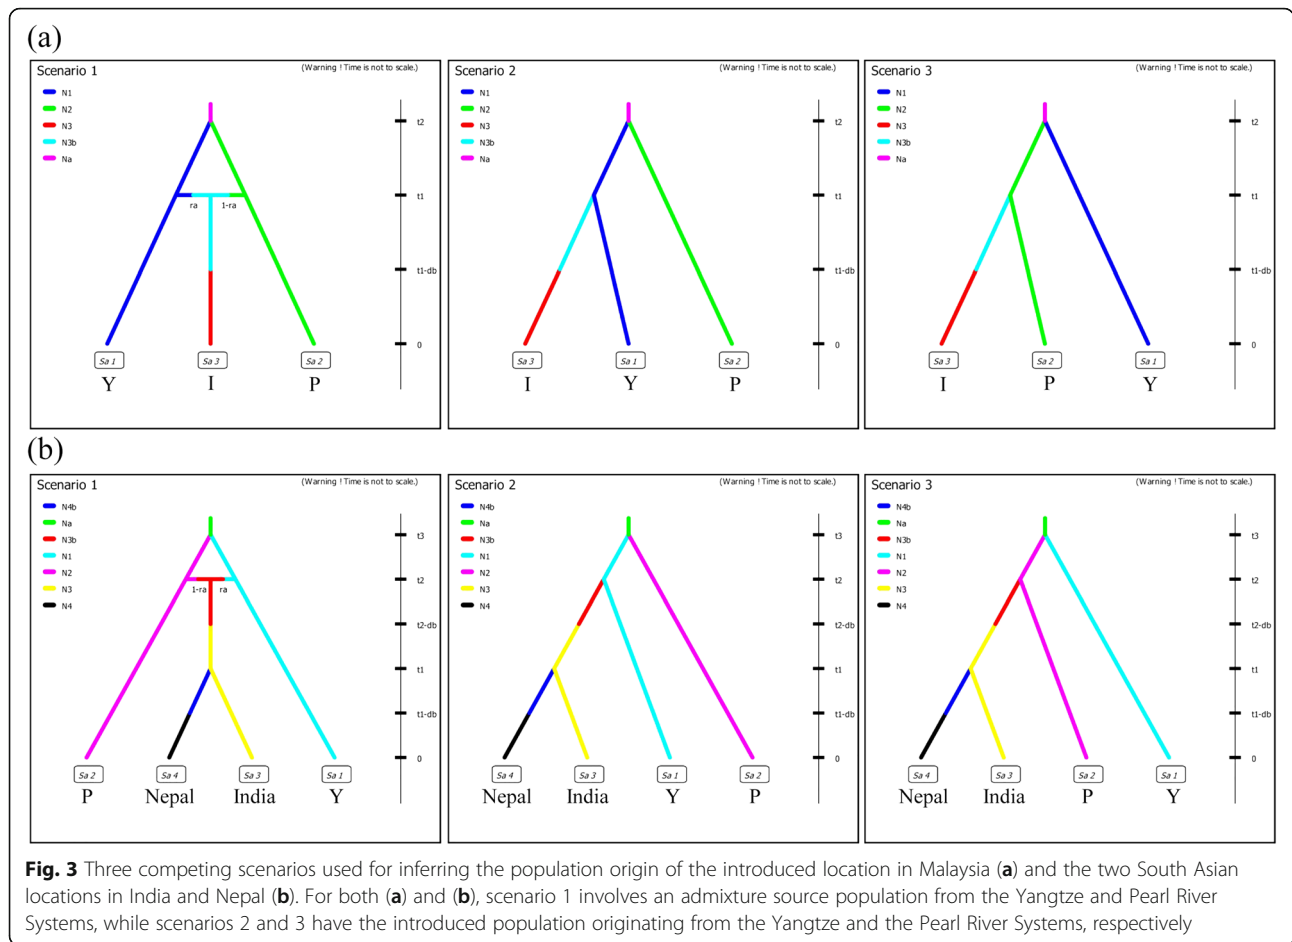 (a)
Scenario 1
(Warning ! Time is not to scale.)
N1
N2
N3
N3b
Na
t2
t1
ra
1-ra
t1-db
0
Sa 1
Sa 3
Sa 2
Y
I
P
Scenario 2
(Warning ! Time is not to scale.)
N1
N2
N3
N3b
Na
t2
t1
t1-db
0
Sa 3
Sa 1
Sa 2
I
Y
P
Scenario 3
(Warning ! Time is not to scale.)
N1
N2
N3
N3b
Na
t2
t1
t1-db
0
Sa 3
Sa 2
Sa 1
I
P
Y
(b)
Scenario 1
(Warning ! Time is not to scale.)
N4b
Na
N3b
N1
N2
N3
N4
t3
t2
1-ra
ra
t2-db
t1
t1-db
0
Sa 2
Sa 4
Sa 3
Sa 1
P
Nepal
India
Y
Scenario 2
(Warning ! Time is not to scale.)
N4b
Na
N3b
N1
N2
N3
N4
t3
t2
t2-db
t1
t1-db
0
Sa 4
Sa 3
Sa 1
Sa 2
Nepal
India
Y
P
Scenario 3
(Warning ! Time is not to scale.)
N4b
Na
N3b
N1
N2
N3
N4
t3
t2
t2-db
t1
t1-db
0
Sa 4
Sa 3
Sa 2
Sa 1
Nepal
India
P
Y
Fig. 3 Three competing scenarios used for inferring the population origin of the introduced location in Malaysia (a) and the two South Asian
locations in India and Nepal (b). For both (a) and (b), scenario 1 involves an admixture source population from the Yangtze and Pearl River
Systems, while scenarios 2 and 3 have the introduced population originating from the Yangtze and the Pearl River Systems, respectively